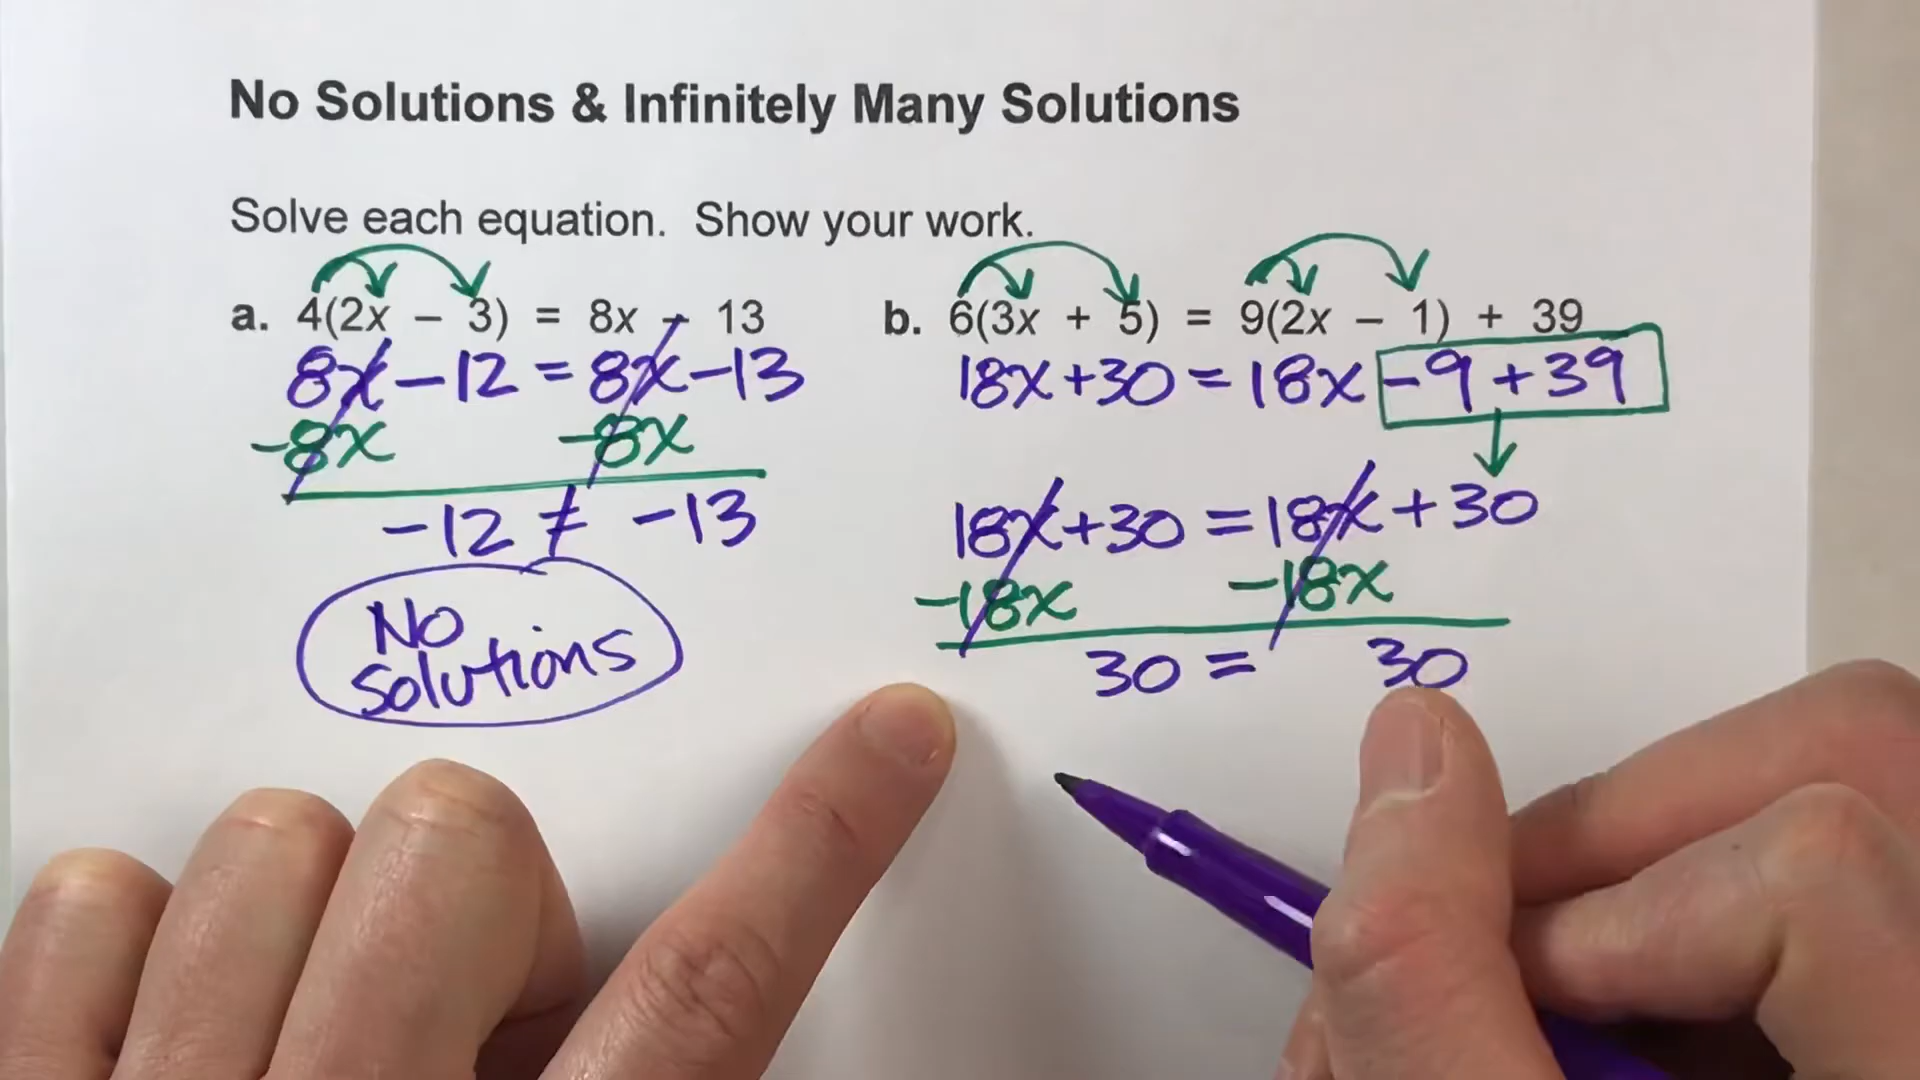 No Solutions & Infinitely Many Solutions
Solve each equation.  Show your work.
a. 4(2x – 3) = 8x – 13
8x – 12 = 8x – 13
-8x -8x
-12 ≠ -13
No
Solutions
b. 6(3x + 5) = 9(2x – 1) + 39
18x + 30 = 18x - 9 + 39
18x + 30 = 18x + 30
-18x -18x
30 = 30